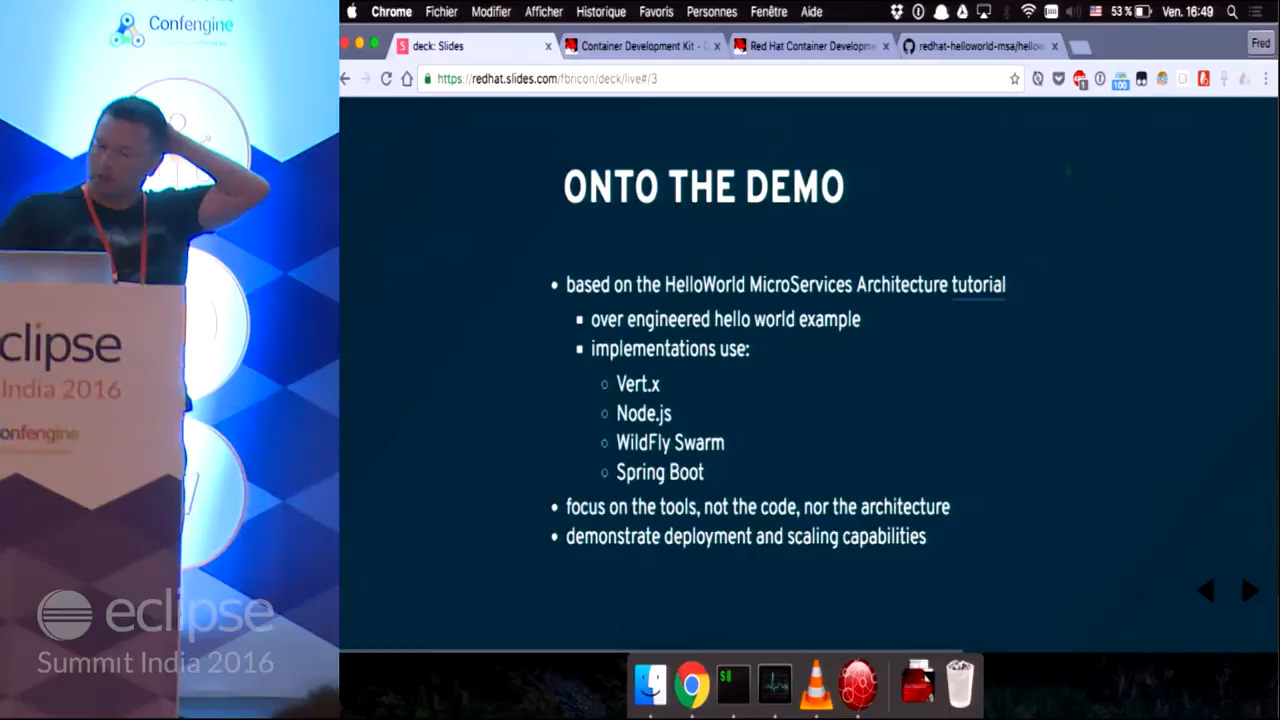 Confengine
Chrome Fichier Modifier Afficher Historique Favoris Personnes Fenêtre Aide 53 % Ven. 16:49
deck: Slides
Container Development Kit -
Red Hat Container Developme
redhat-helloworld-msa/hellow
Fred
https://redhat.slides.com/fbricon/deck/live#/3
1
100
ONTO THE DEMO
based on the HelloWorld MicroServices Architecture tutorial
over engineered hello world example
implementations use:
Vert.x
Node.js
WildFly Swarm
Spring Boot
focus on the tools, not the code, nor the architecture
demonstrate deployment and scaling capabilities
clipse
India 2016
onfengine
eclipse
Summit India 2016